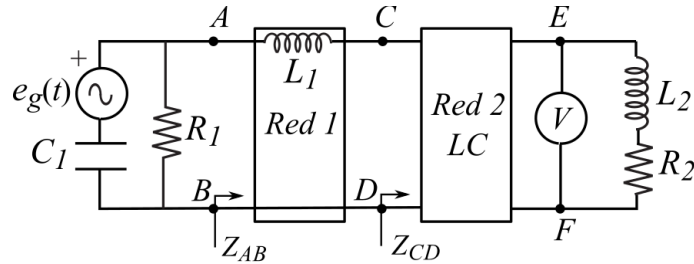 A
C
E
+
e_g(t)
L_1
Red 1
Red 2
LC
V
L_2
R_1
R_2
C_1
B
D
F
Z_AB
Z_CD